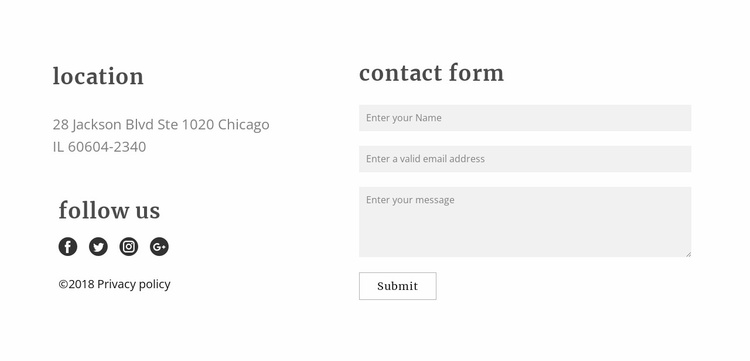 location
28 Jackson Blvd Ste 1020 Chicago
IL 60604-2340
follow us
©2018 Privacy policy
contact form
Enter your Name
Enter a valid email address
Enter your message
Submit